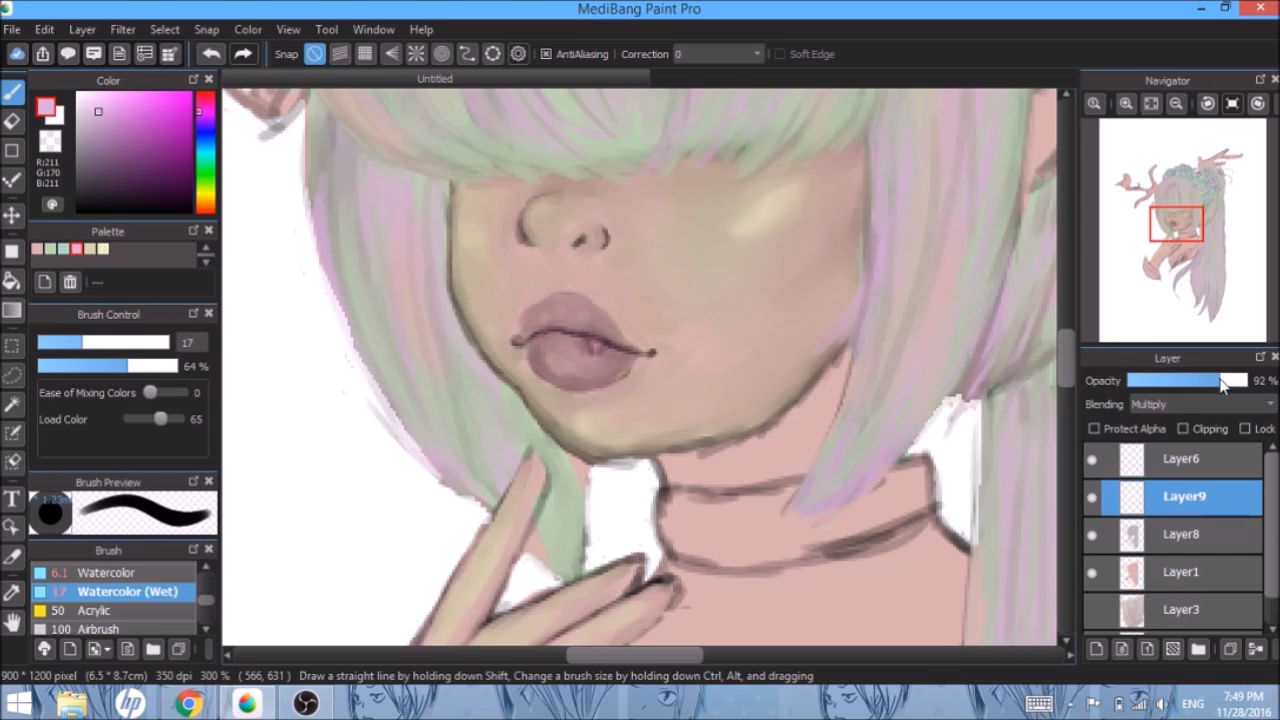 MediBang Paint Pro
File Edit Layer Filter Select Snap Color View Tool Window Help
Snap AntiAliasing Correction 0 Soft Edge
Color Untitled Navigator
R:211
G:170
B:211
Palette
---
Brush Control
17
64 %
Ease of Mixing Colors 0
Load Color 65
Brush Preview
1.23mm
Brush
6.1 Watercolor
17 Watercolor (Wet)
50 Acrylic
100 Airbrush
Layer
Opacity 92 %
Blending Multiply
Protect Alpha Clipping Lock
Layer6
Layer9
Layer8
Layer1
Layer3
900 * 1200 pixel (6.5 * 8.7cm) 350 dpi 300 % ( 566, 631 ) Draw a straight line by holding down Shift, Change a brush size by holding down Ctrl, Alt, and dragging
hp ENG 7:49 PM
11/28/2016